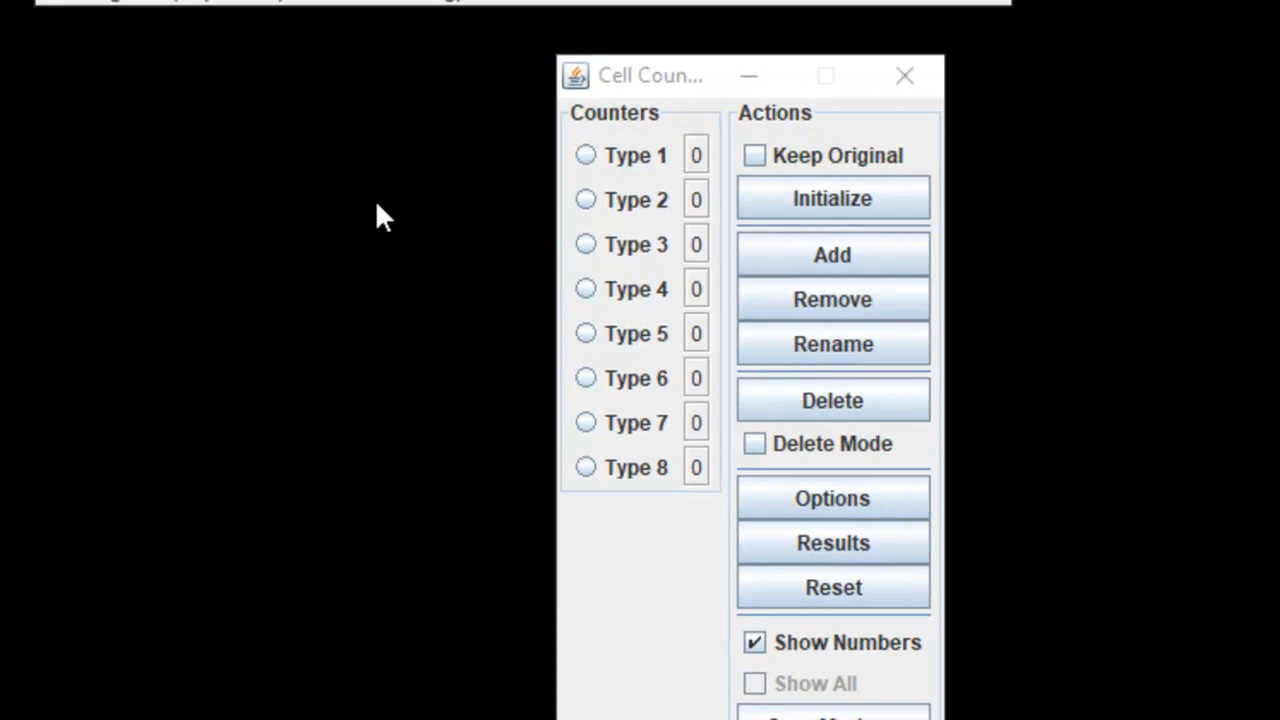 Cell Coun...
Counters
Type 1 0
Type 2 0
Type 3 0
Type 4 0
Type 5 0
Type 6 0
Type 7 0
Type 8 0
Actions
Keep Original
Initialize
Add
Remove
Rename
Delete
Delete Mode
Options
Results
Reset
Show Numbers
Show All